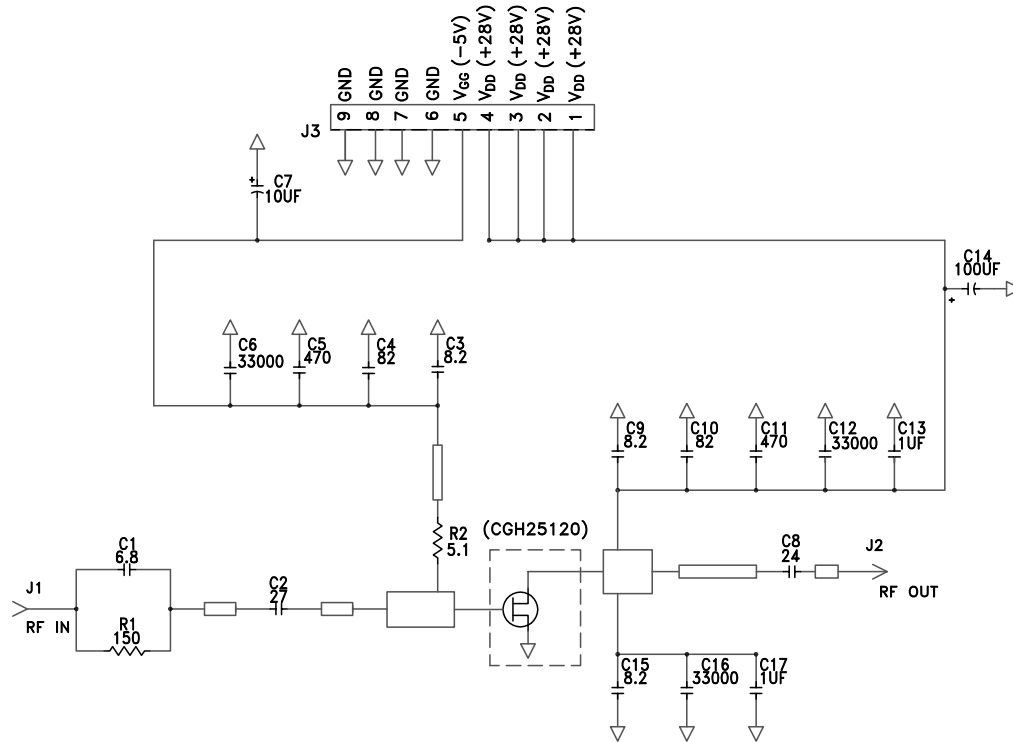 9 GND
8 GND
7 GND
6 GND
5 VGG (-5V)
4 VDD (+28V)
3 VDD (+28V)
2 VDD (+28V)
1 VDD (+28V)
J3
C7
10UF
C14
100UF
+
+
C6
33000
C5
470
C4
82
C3
8.2
C9
8.2
C10
82
C11
470
C12
33000
C13
1UF
R2
5.1
(CGH25120)
C8
24
J2
RF OUT
C1
6.8
J1
RF IN
C2
27
R1
150
C15
8.2
C16
33000
C17
1UF